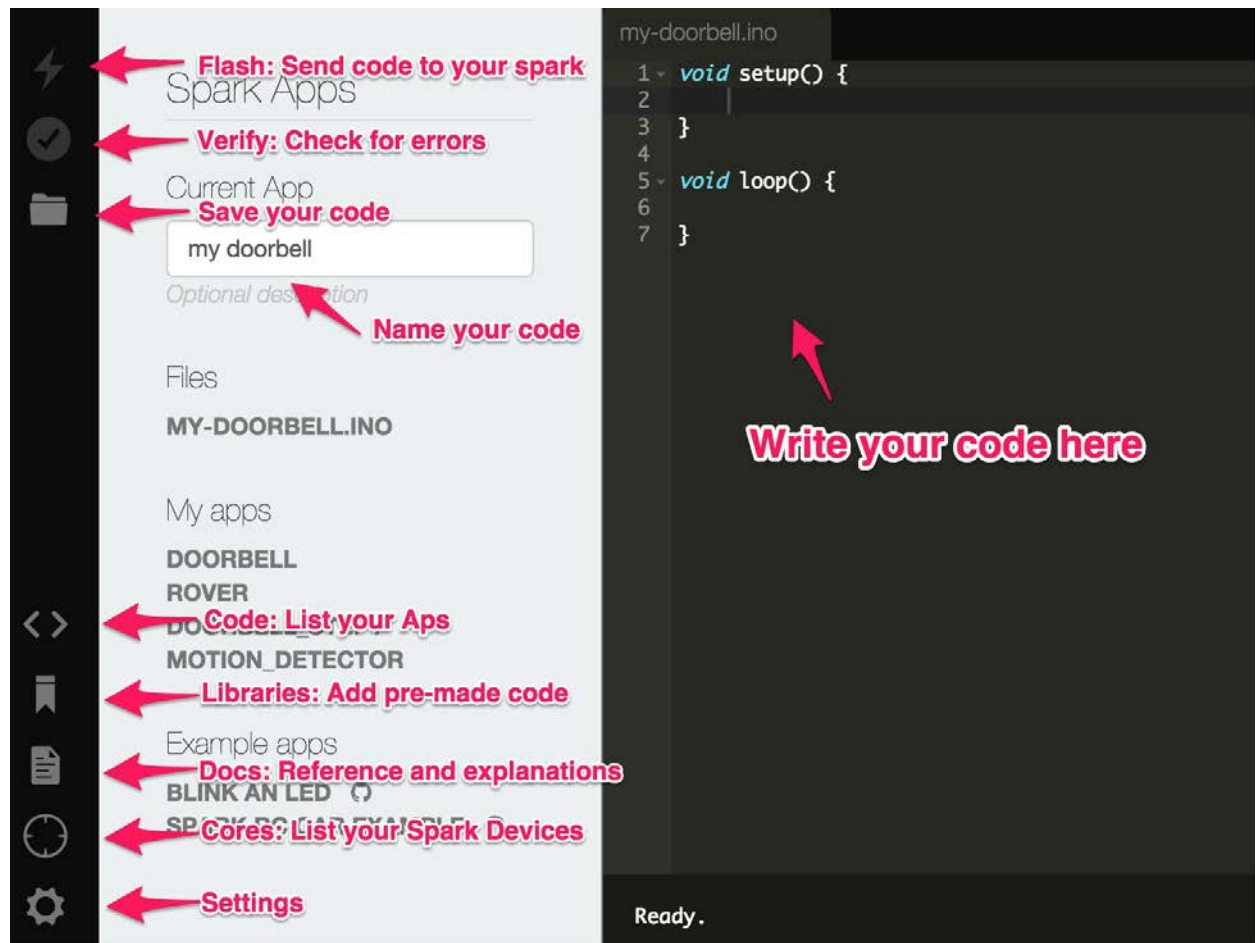 Flash: Send code to your spark
Spark Apps
Verify: Check for errors
Current App
Save your code
my doorbell
Optional description
Name your code
Files
MY-DOORBELL.INO
My apps
DOORBELL
ROVER
Code: List your Aps
MOTION_DETECTOR
Libraries: Add pre-made code
Example apps
Docs: Reference and explanations
BLINK AN LED
Cores: List your Spark Devices
Settings
my-doorbell.ino
1 void setup() {
2
3 }
4
5 void loop() {
6
7 }
Write your code here
Ready.